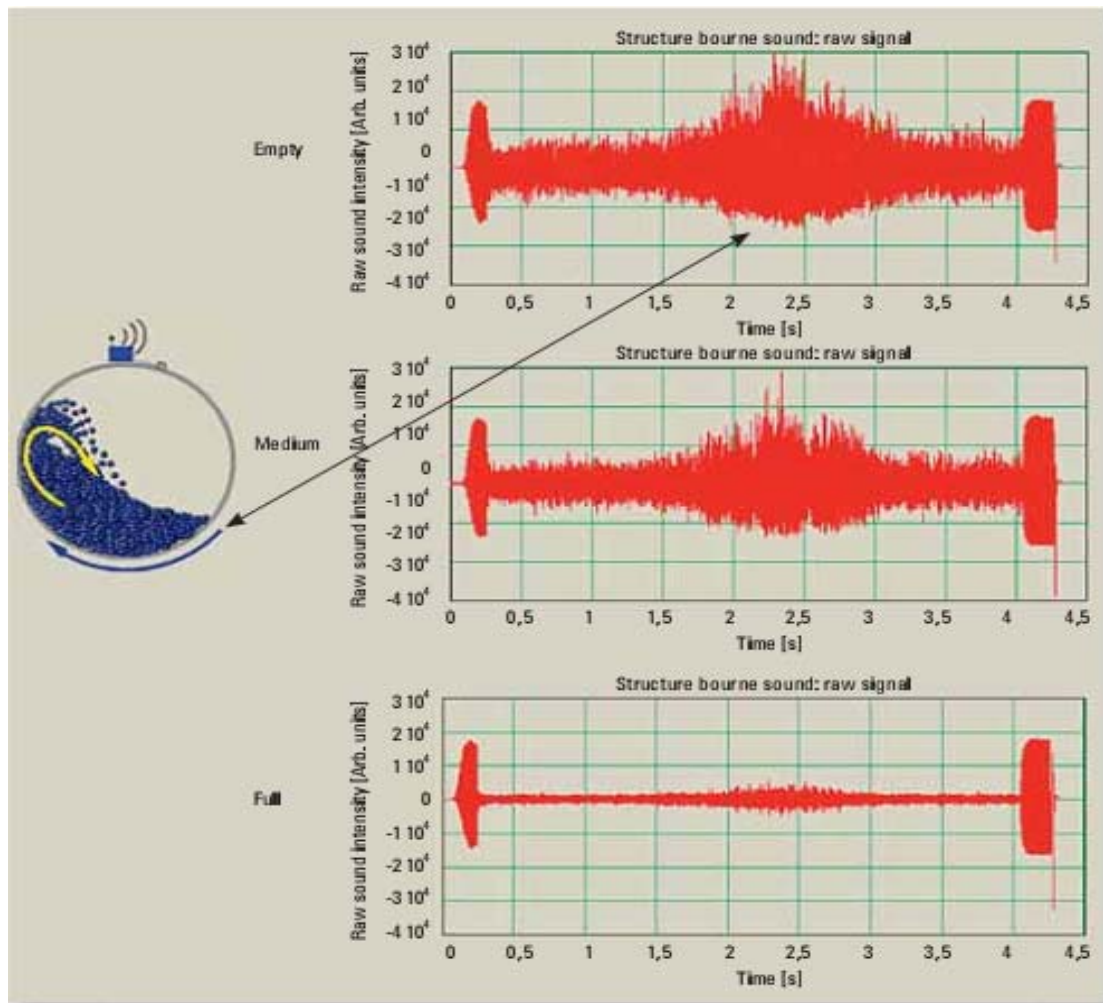 Structure bourne sound: raw signal
Empty
Raw sound intensity [Arb. units]
3 10⁴
2 10⁴
1 10⁴
0
-1 10⁴
-2 10⁴
-3 10⁴
-4 10⁴
0 0,5 1 1,5 2 2,5 3 3,5 4 4,5
Time [s]
Structure bourne sound: raw signal
Medium
Raw sound intensity [Arb. units]
3 10⁴
2 10⁴
1 10⁴
0
-1 10⁴
-2 10⁴
-3 10⁴
-4 10⁴
0 0,5 1 1,5 2 2,5 3 3,5 4 4,5
Time [s]
Structure bourne sound: raw signal
Full
Raw sound intensity [Arb. units]
3 10⁴
2 10⁴
1 10⁴
0
-1 10⁴
-2 10⁴
-3 10⁴
-4 10⁴
0 0,5 1 1,5 2 2,5 3 3,5 4 4,5
Time [s]